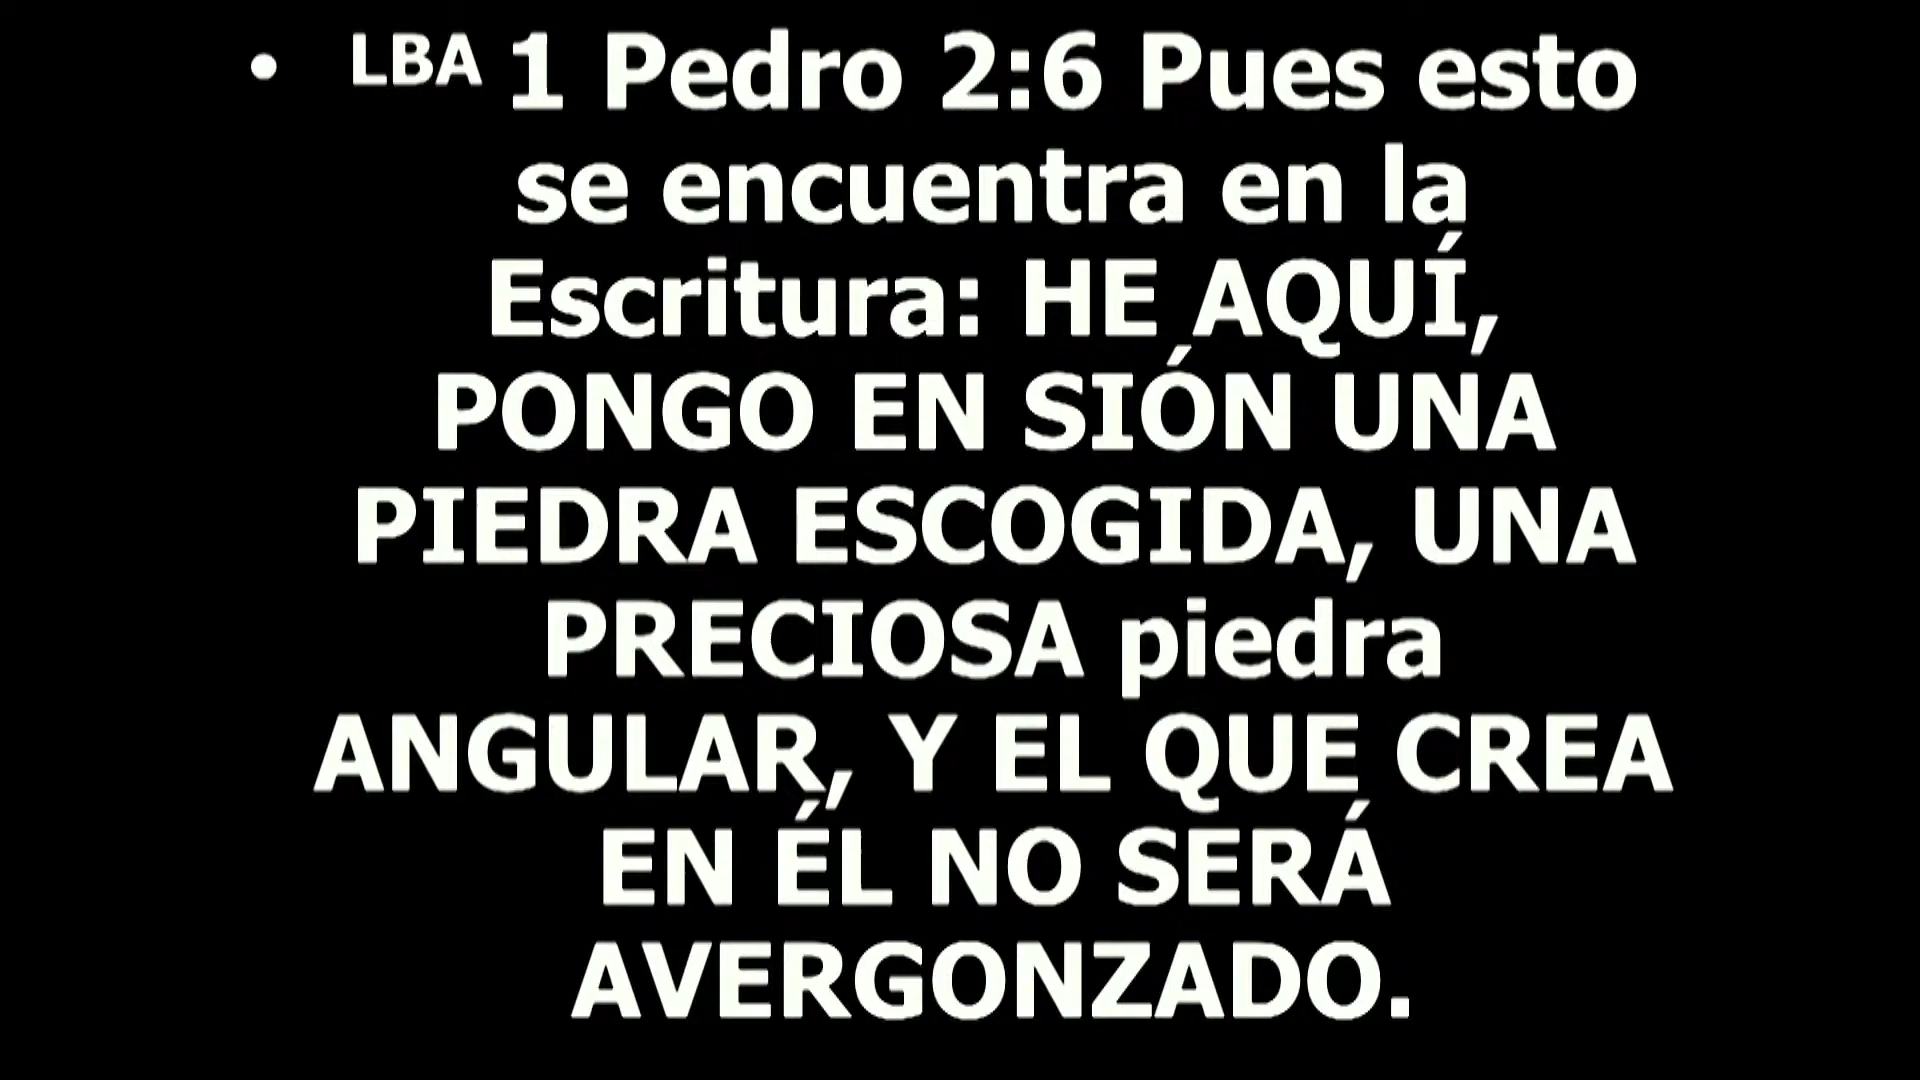 • LBA 1 Pedro 2:6 Pues esto
se encuentra en la
Escritura: HE AQUÍ,
PONGO EN SIÓN UNA
PIEDRA ESCOGIDA, UNA
PRECIOSA piedra
ANGULAR, Y EL QUE CREA
EN ÉL NO SERÁ
AVERGONZADO.